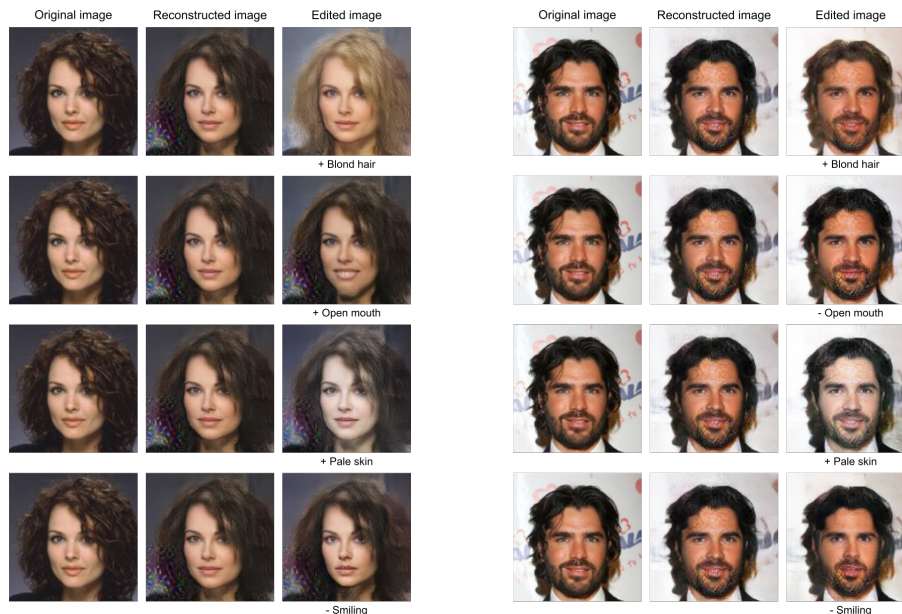 Original image Reconstructed image Edited image
+ Blond hair
+ Open mouth
+ Pale skin
- Smiling
Original image Reconstructed image Edited image
+ Blond hair
- Open mouth
+ Pale skin
- Smiling